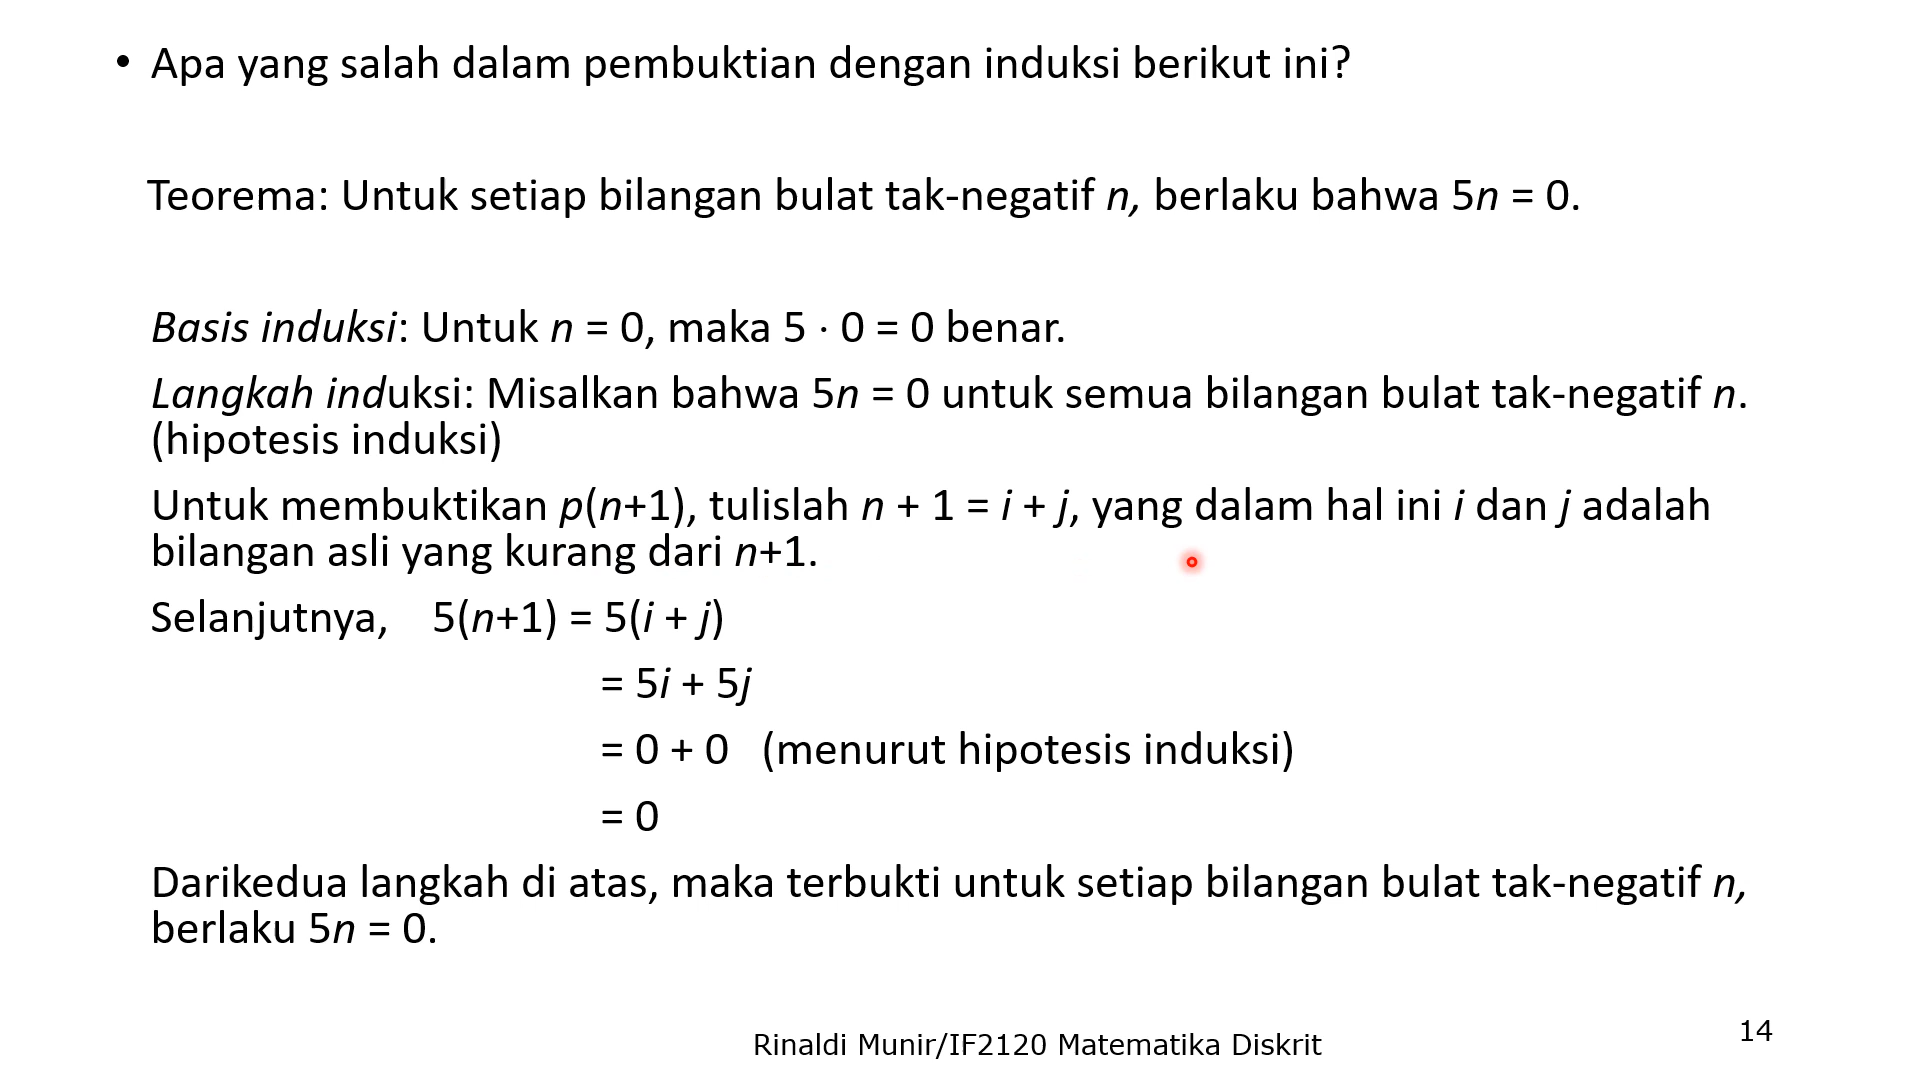 • Apa yang salah dalam pembuktian dengan induksi berikut ini?
Teorema: Untuk setiap bilangan bulat tak-negatif n, berlaku bahwa 5n = 0.
Basis induksi: Untuk n = 0, maka 5 · 0 = 0 benar.
Langkah induksi: Misalkan bahwa 5n = 0 untuk semua bilangan bulat tak-negatif n.
(hipotesis induksi)
Untuk membuktikan p(n+1), tulislah n + 1 = i + j, yang dalam hal ini i dan j adalah
bilangan asli yang kurang dari n+1.
Selanjutnya, 5(n+1) = 5(i + j)
= 5i + 5j
= 0 + 0 (menurut hipotesis induksi)
= 0
Darikedua langkah di atas, maka terbukti untuk setiap bilangan bulat tak-negatif n,
berlaku 5n = 0.
Rinaldi Munir/IF2120 Matematika Diskrit
14